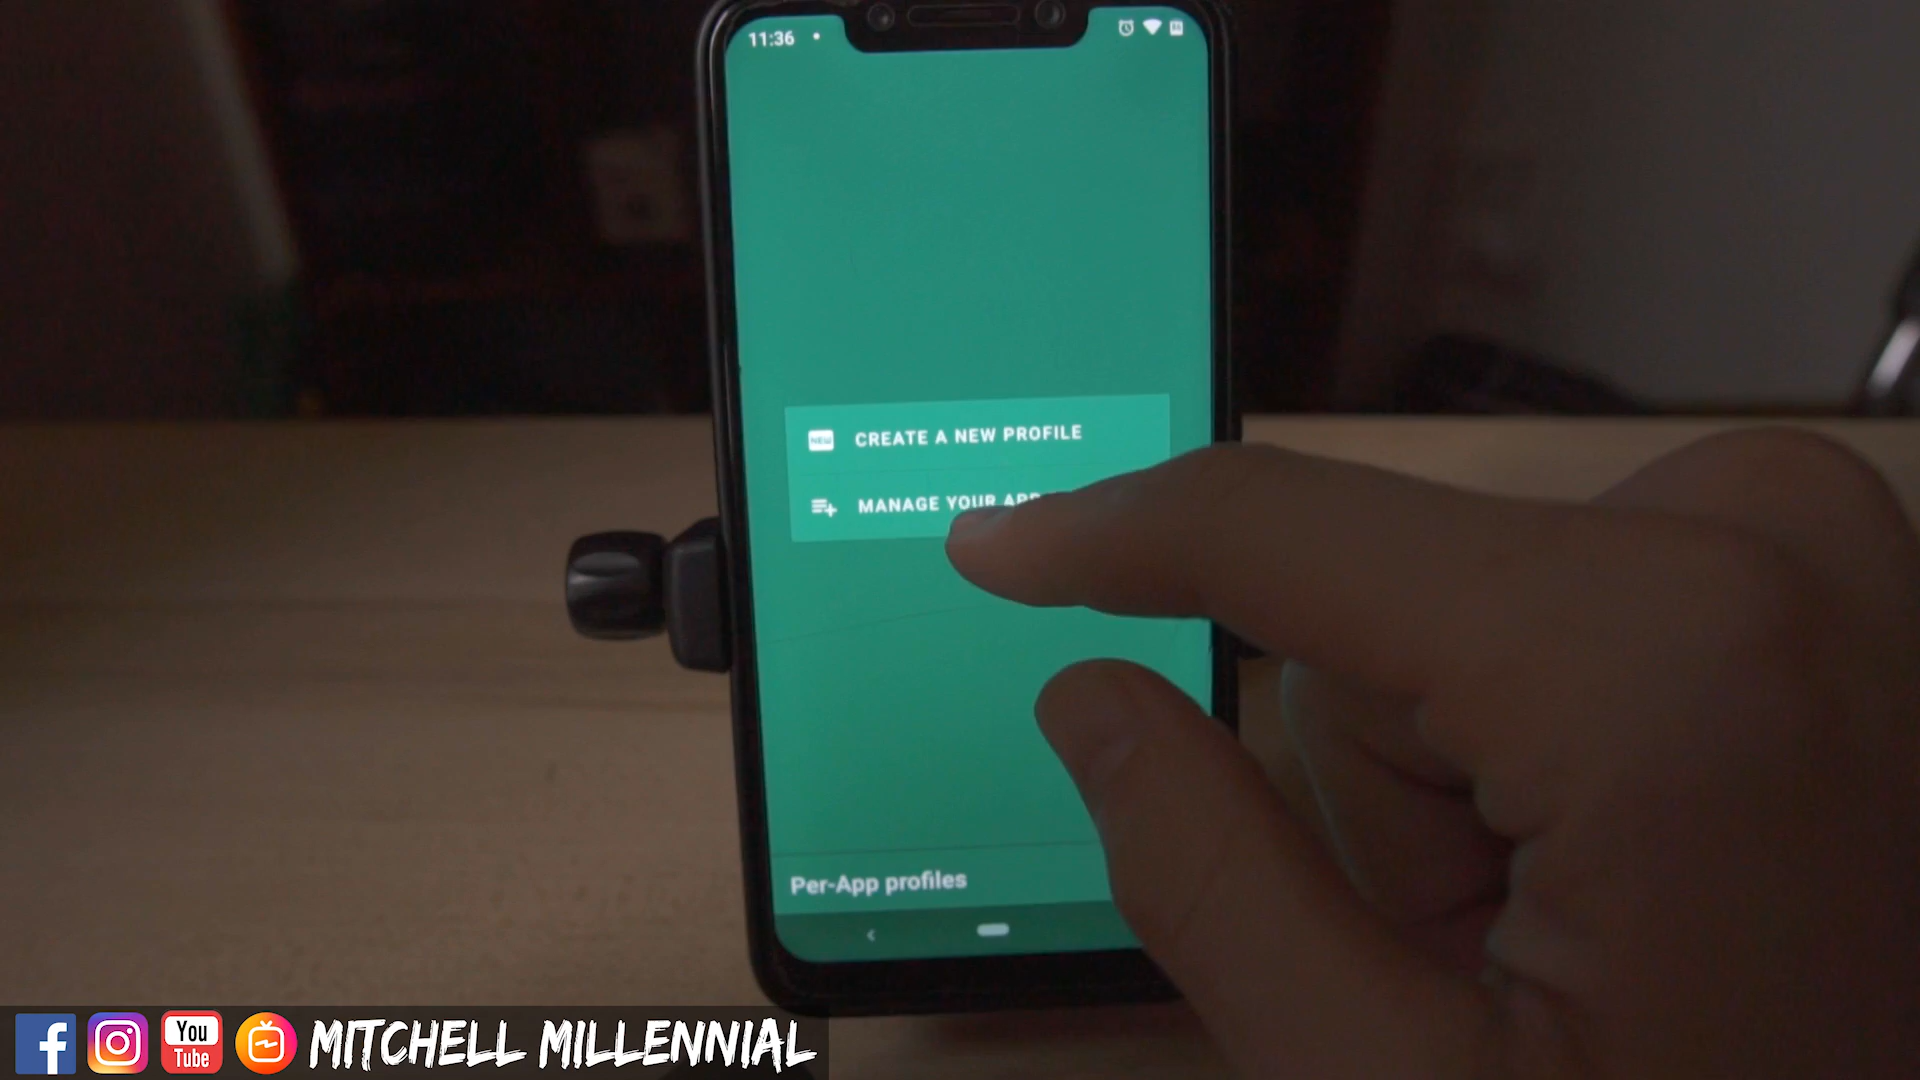 11:36
NEW CREATE A NEW PROFILE
MANAGE YOUR
Per-App profiles
You
Tube
MITCHELL MILLENNIAL